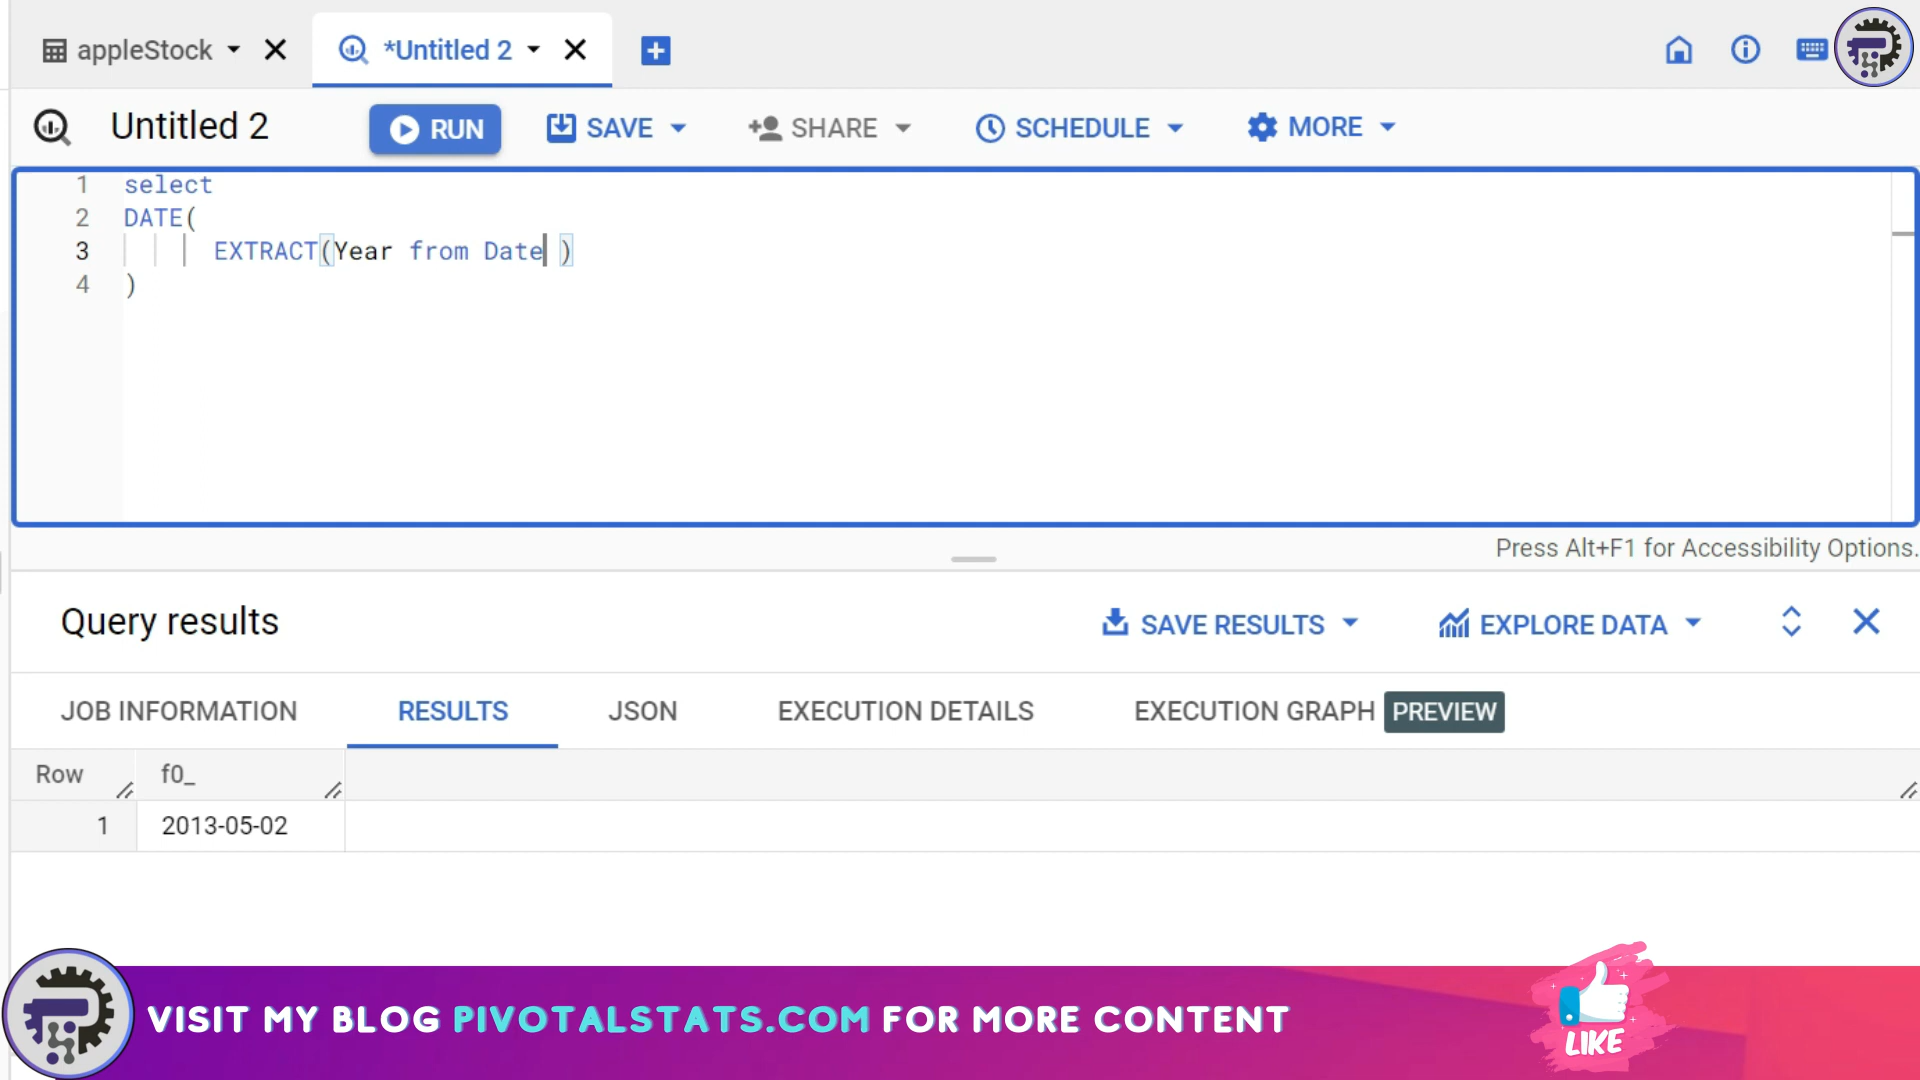 appleStock
*Untitled 2
Untitled 2
RUN
SAVE
SHARE
SCHEDULE
MORE
1 select
2 DATE(
3 EXTRACT(Year from Date )
4 )
Press Alt+F1 for Accessibility Options.
Query results
SAVE RESULTS
EXPLORE DATA
JOB INFORMATION
RESULTS
JSON
EXECUTION DETAILS
EXECUTION GRAPH PREVIEW
Row f0_
1 2013-05-02
VISIT MY BLOG PIVOTALSTATS.COM FOR MORE CONTENT
LIKE